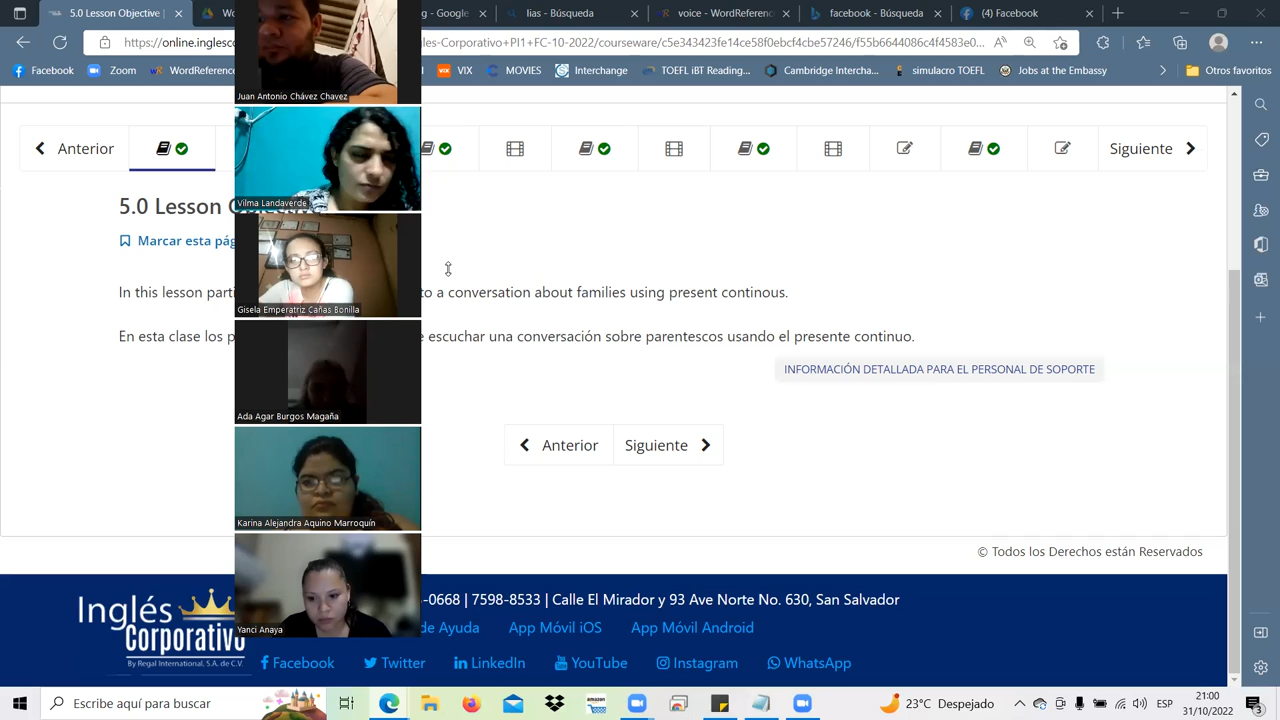 5.0 Lesson
Inglés
lias - Búsqueda
voice - WordReferenc
facebook - Búsqueda
(4) Facebook
https://online.inglesco
gles-Corporativo+PI1+FC-10-2022/courseware/c5e343423fe14ce58f0ebcf4cbe57246/f55b6644086c4f4583e0...
Facebook
Zoom
WordReference
VIX
MOVIES
Interchange
TOEFL iBT Reading...
Cambridge Intercha...
simulacro TOEFL
Jobs at the Embassy
Otros favoritos
Juan Antonio Chávez Chavez
Anterior
Siguiente
Vilma Landaverde
5.0 Lesson
Marcar esta pág
In this lesson parti
to a conversation about families using present continous.
Gisela Emperatriz Cañas Bonilla
En esta clase los p
e escuchar una conversación sobre parentescos usando el presente continuo.
INFORMACIÓN DETALLADA PARA EL PERSONAL DE SOPORTE
Ada Agar Burgos Magaña
Anterior
Siguiente
Karina Alejandra Aquino Marroquín
© Todos los Derechos están Reservados
Inglés
Corporativo
By Regal International, S.A. de C.V.
-0668 | 7598-8533 | Calle El Mirador y 93 Ave Norte No. 630, San Salvador
Yanci Anaya
de Ayuda
App Móvil iOS
App Móvil Android
Facebook
Twitter
LinkedIn
YouTube
Instagram
WhatsApp
Escribe aquí para buscar
23°C Despejado
ESP
21:00
31/10/2022
3